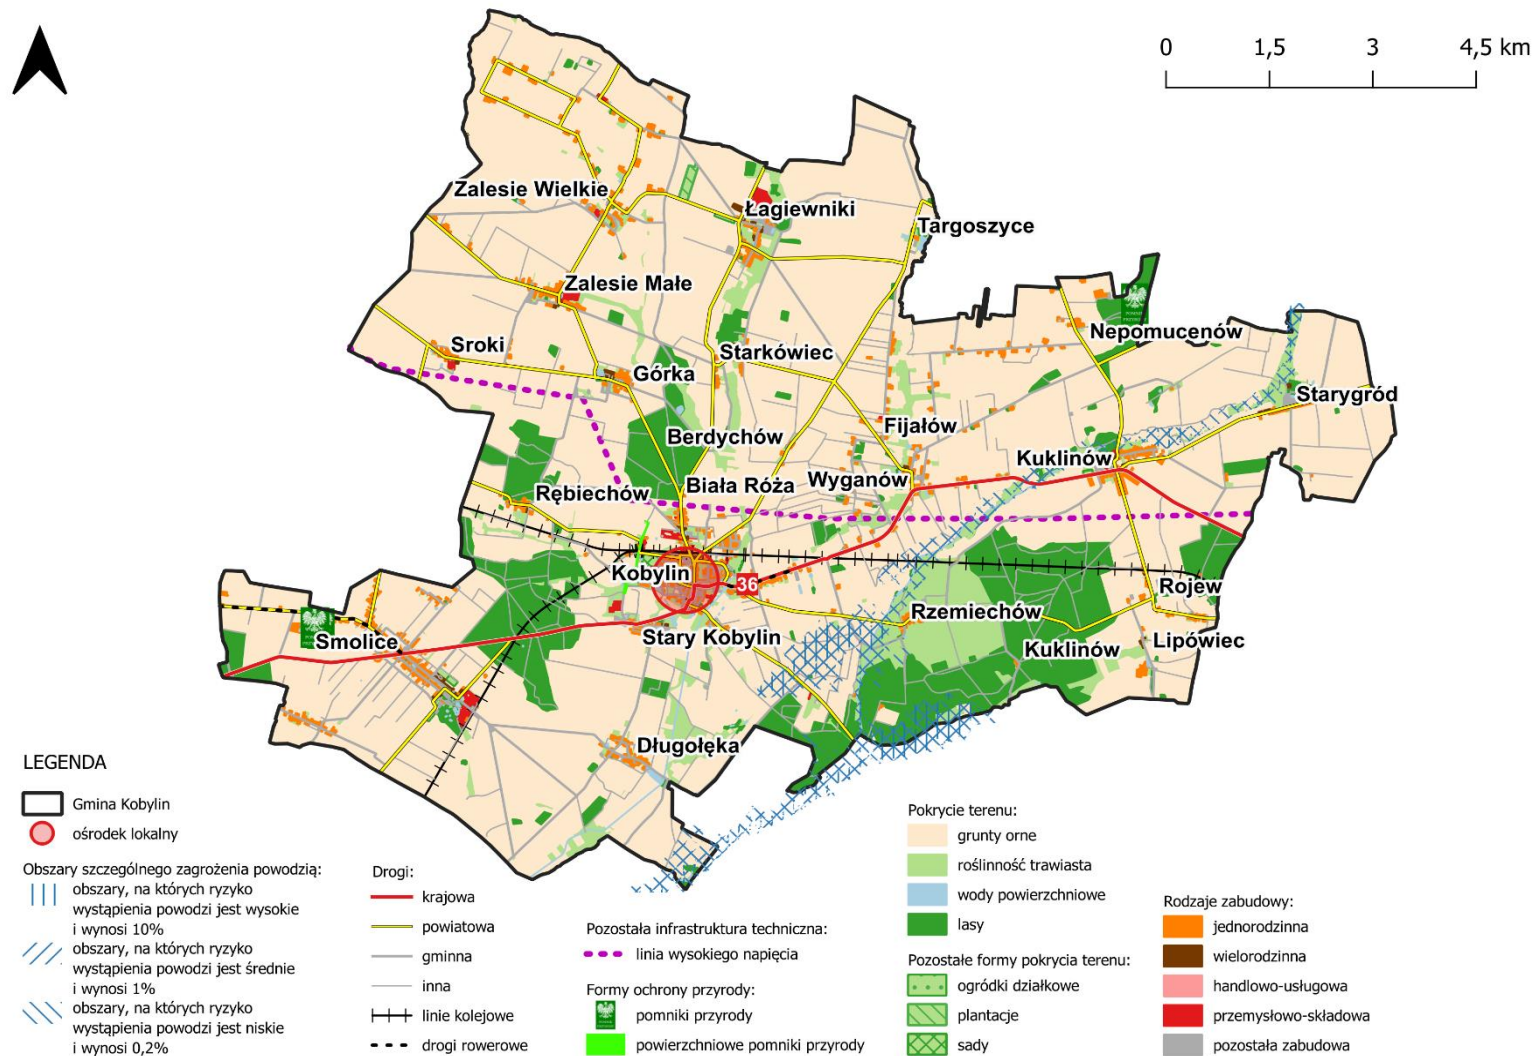 0 1,5 3 4,5 km
Zalesie Wielkie
Łagiewniki
Targoszyce
Zalesie Małe
Nepomucenów
Sroki
Starkówiec
Górka
Starygród
Fijałów
Berdychów
Kuklinów
Wyganów
Biała Róża
Rębiechów
Kobylin
36
Rojew
Rzemiechów
Smolice
Stary Kobylin
Kuklinów
Lipówiec
Długołęka
LEGENDA
Gmina Kobylin
ośrodek lokalny
Obszary szczególnego zagrożenia powodzią:
obszary, na których ryzyko
wystąpienia powodzi jest wysokie
i wynosi 10%
obszary, na których ryzyko
wystąpienia powodzi jest średnie
i wynosi 1%
obszary, na których ryzyko
wystąpienia powodzi jest niskie
i wynosi 0,2%
Drogi:
krajowa
powiatowa
gminna
inna
linie kolejowe
drogi rowerowe
Pozostała infrastruktura techniczna:
linia wysokiego napięcia
Formy ochrony przyrody:
pomniki przyrody
powierzchniowe pomniki przyrody
Pokrycie terenu:
grunty orne
roślinność trawiasta
wody powierzchniowe
lasy
Pozostałe formy pokrycia terenu:
ogródki działkowe
plantacje
sady
Rodzaje zabudowy:
jednorodzinna
wielorodzinna
handlowo-usługowa
przemysłowo-składowa
pozostała zabudowa